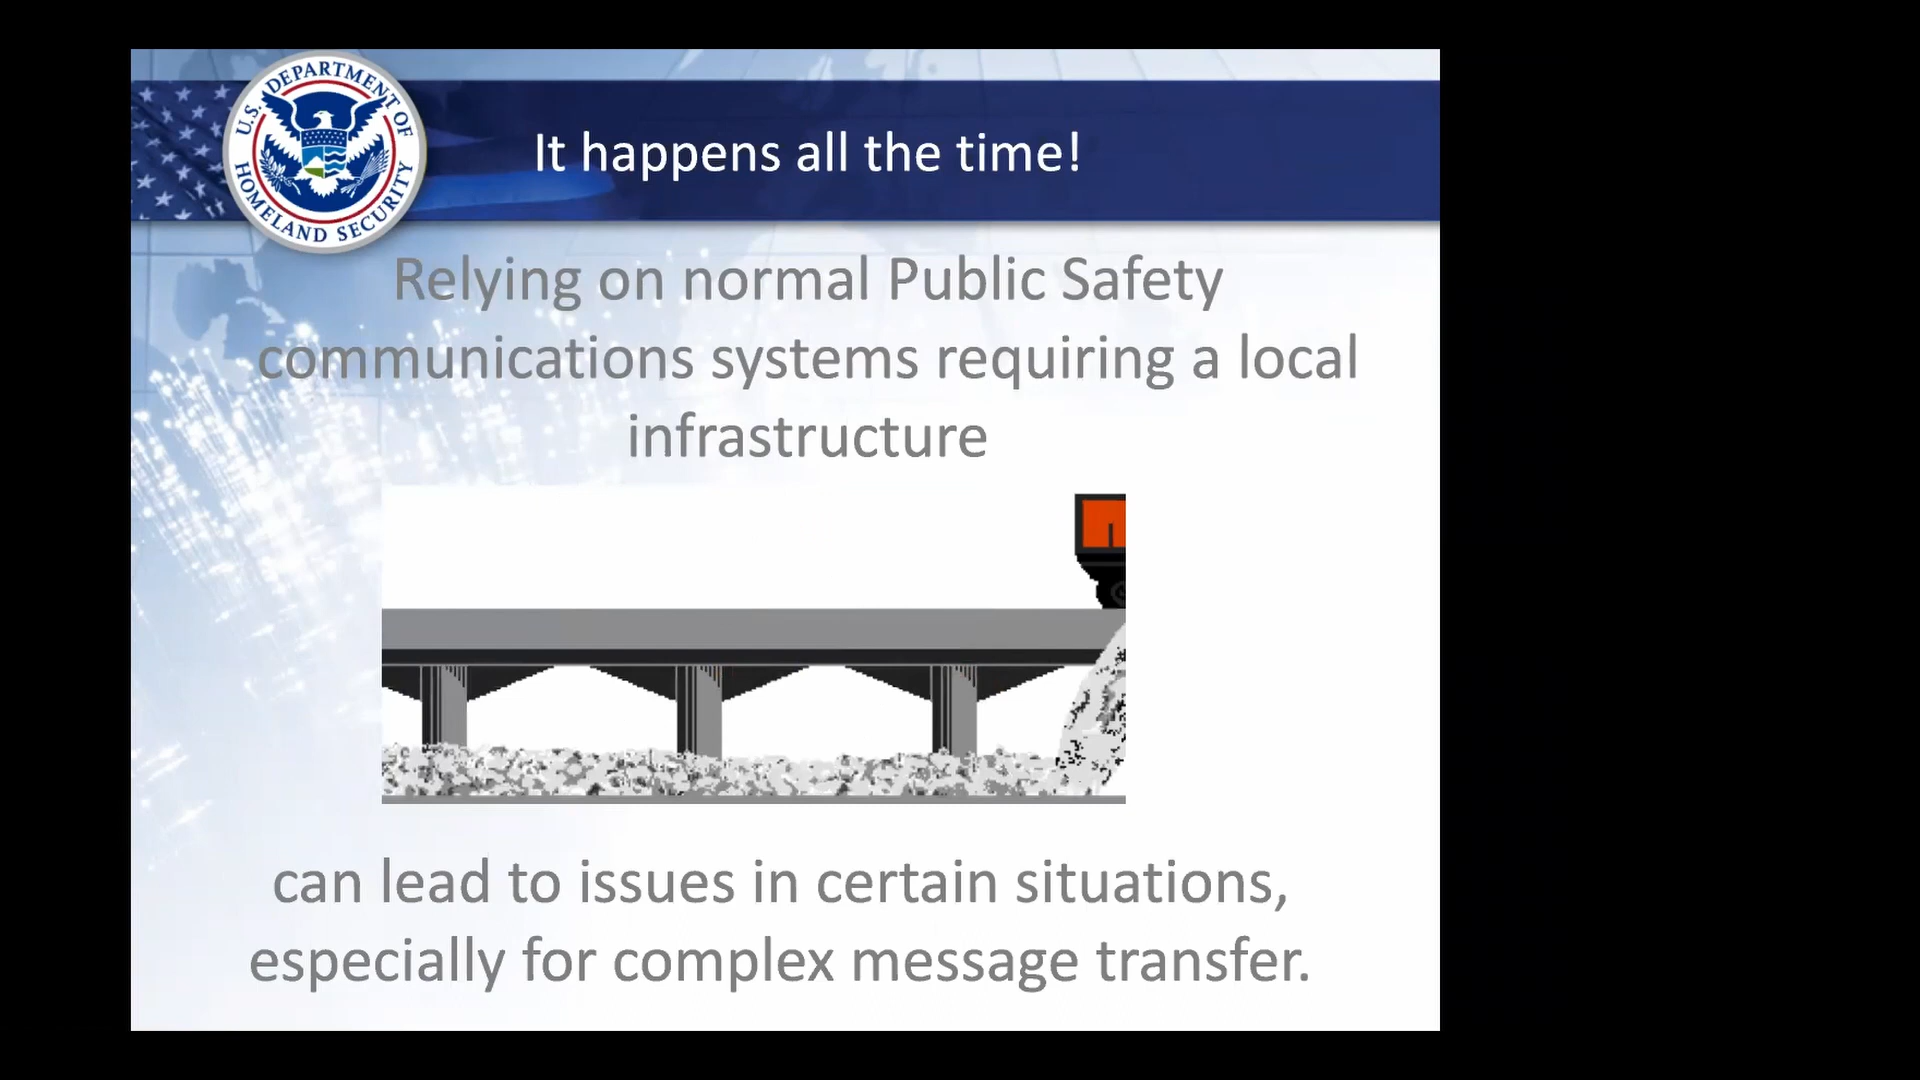 U.S. DEPARTMENT OF
HOMELAND SECURITY
It happens all the time!
Relying on normal Public Safety
communications systems requiring a local
infrastructure
can lead to issues in certain situations,
especially for complex message transfer.